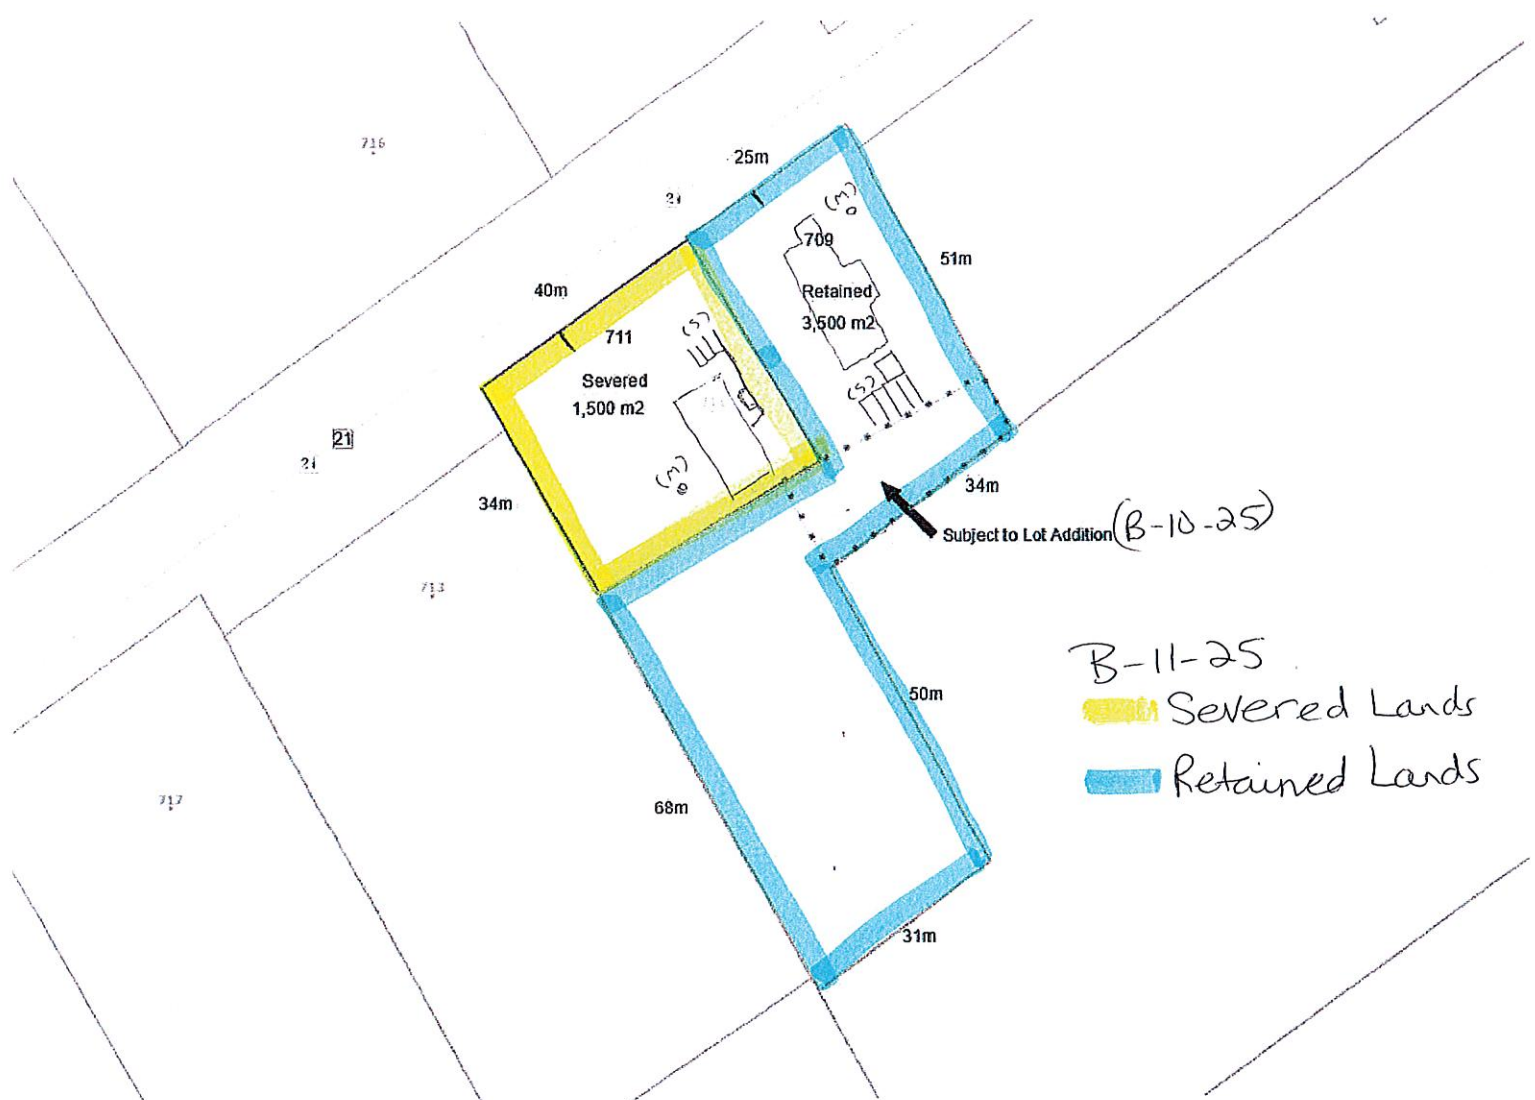 716
25m
21
(W)
709
51m
40m
Retained
3,500 m2
711
(S)
Severed
1,500 m2
(S)
21
21
(W)
34m
34m
Subject to Lot Addition (B-10-25)
713
B-11-25
Severed Lands
50m
Retained Lands
717
68m
31m